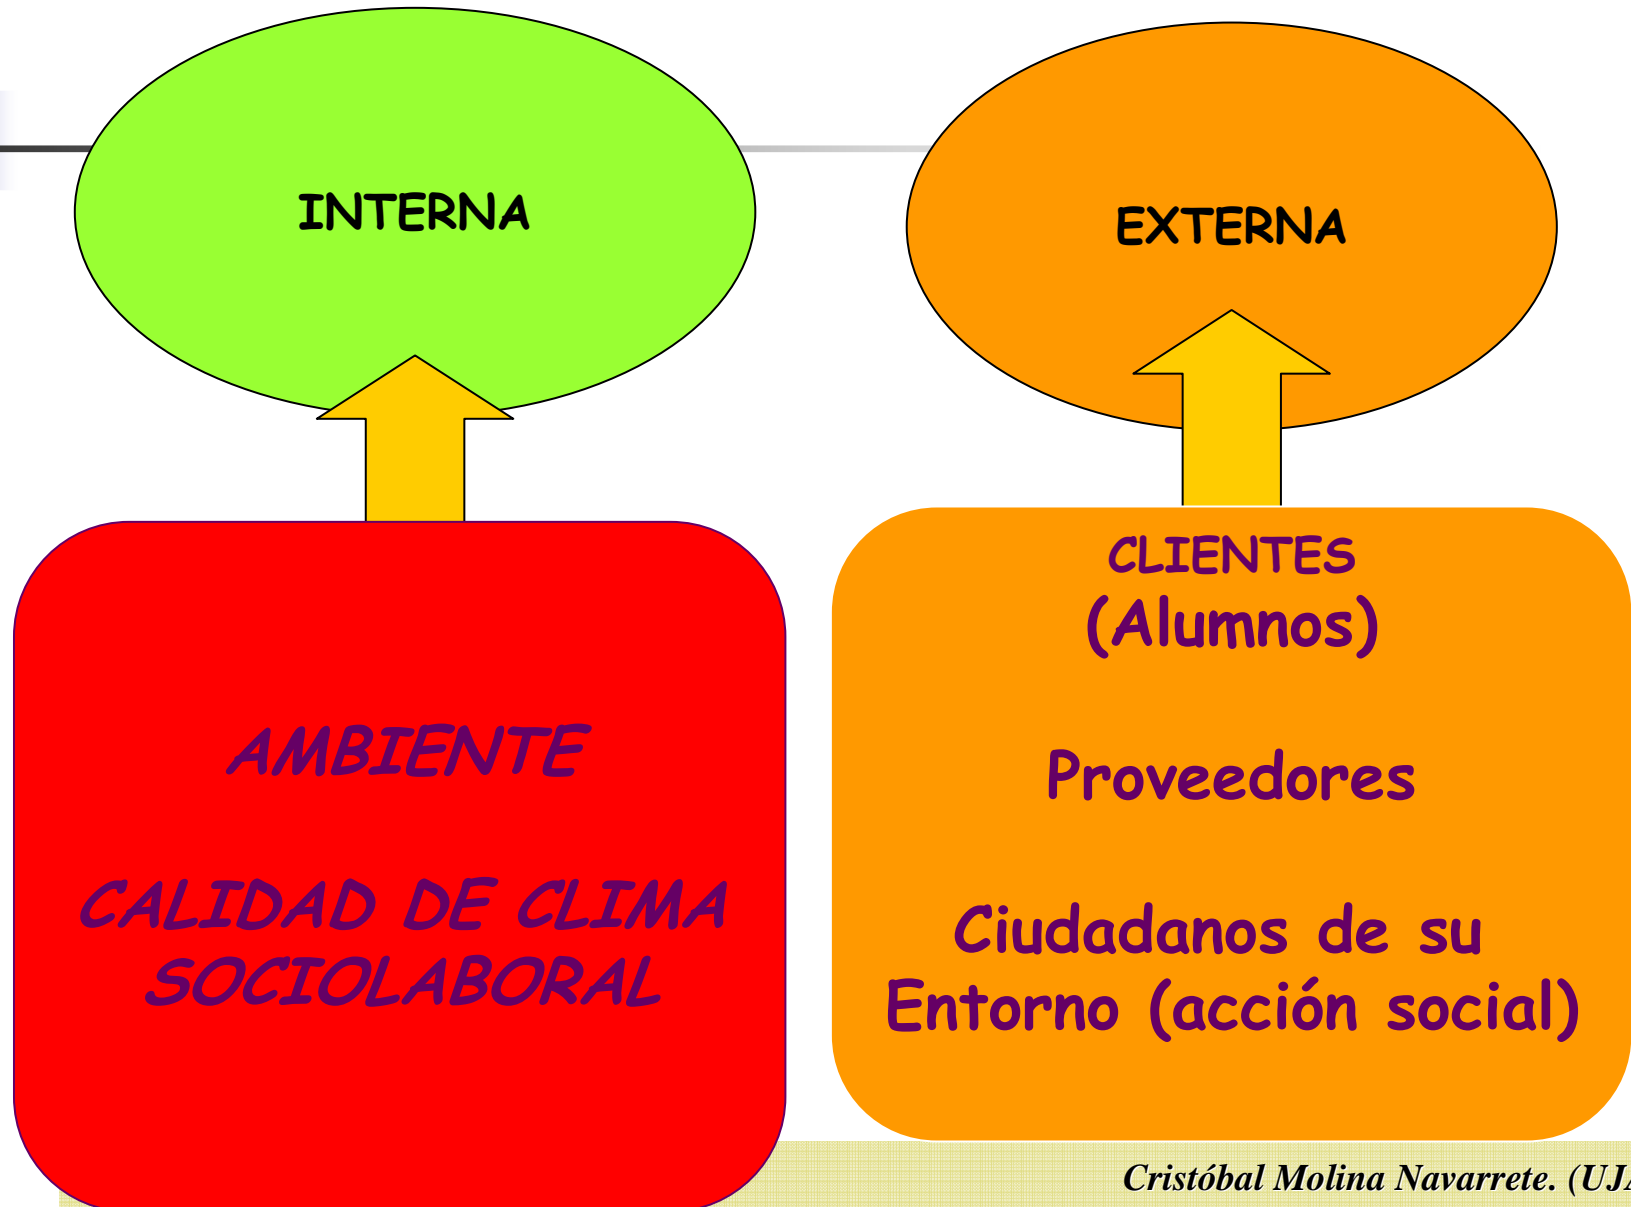 INTERNA
EXTERNA
AMBIENTE
CALIDAD DE CLIMA
SOCIOLABORAL
CLIENTES
(Alumnos)
Proveedores
Ciudadanos de su
Entorno (acción social)
Cristóbal Molina Navarrete. (UJA